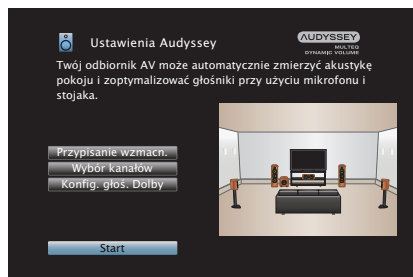 Ustawienia Audyssey
AUDYSSEY
MULTEQ
DYNAMIC VOLUME
Twój odbiornik AV może automatycznie zmierzyć akustykę
pokoju i zoptymalizować głośniki przy użyciu mikrofonu i
stojaka.
Przypisanie wzmacn.
Wybór kanałów
Konfig. głoś. Dolby
Start